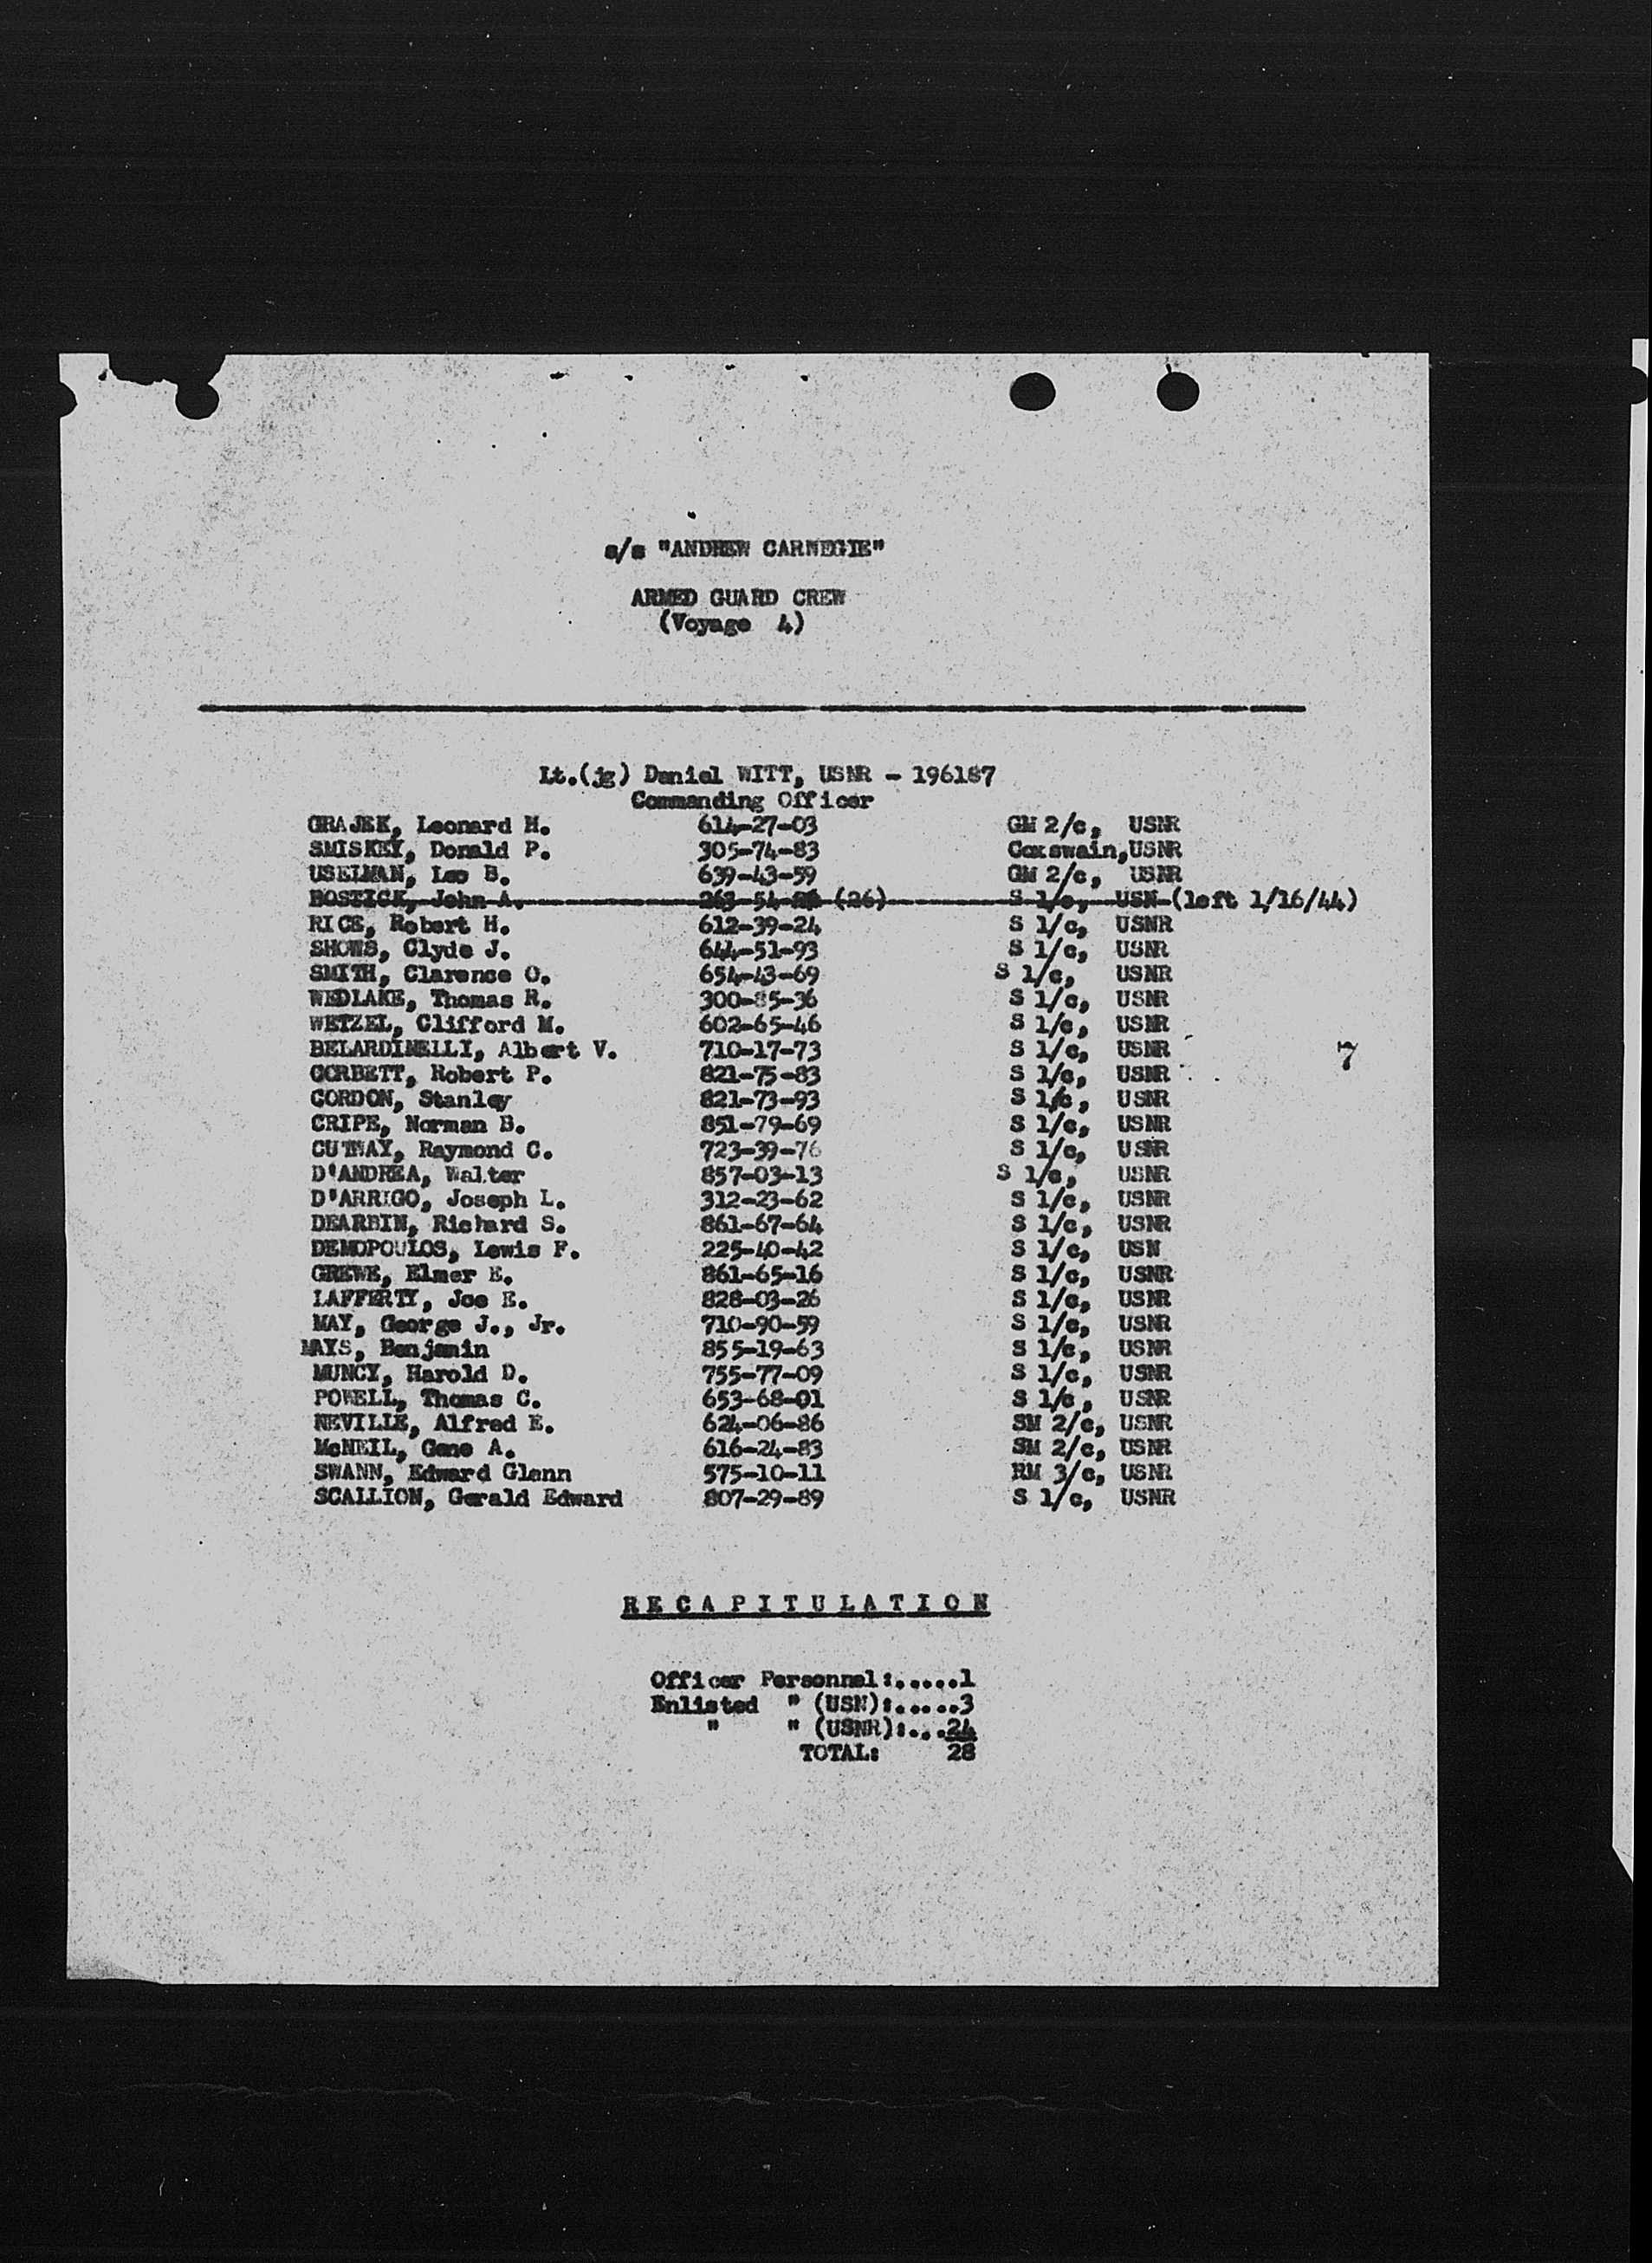 s/s "ANDREW CARNEGIE"
ARMED GUARD CREW
(Voyage 4)
Lt.(jg) Daniel WITT, USNR - 196187
Commanding Officer
GRAJEK, Leonard H. 614-27-03 GM 2/c, USNR
SMISKEY, Donald P. 305-74-83 Coxswain, USNR
USELMAN, Leo B. 639-43-59 GM 2/c, USNR
BOSTICK, John A. 263-54- (26) S 1/c, USN (left 1/16/44)
RICE, Robert H. 612-39-24 S 1/c, USNR
SHOWS, Clyde J. 644-51-93 S 1/c, USNR
SMITH, Clarence O. 654-43-69 S 1/c, USNR
WEDLAKE, Thomas R. 300-85-36 S 1/c, USNR
WETZEL, Clifford M. 602-65-46 S 1/c, USNR
BELARDINELLI, Albert V. 710-17-73 S 1/c, USNR 7
CORBETT, Robert P. 821-75-83 S 1/c, USNR
GORDON, Stanley 821-73-93 S 1/c, USNR
CRIPE, Norman B. 851-79-69 S 1/c, USNR
Raymond C. 723-39-76 S 1/c, USNR
D'ANDREA, Walter 857-03-13 S 1/c, USNR
D'ARRIGO, Joseph L. 312-23-62 S 1/c, USNR
DEARBIN, Richard S. 861-67-64 S 1/c, USNR
DEMOPOULOS, Lewis F. 225-40-42 S 1/c, USN
GREWE, Elmer E. 861-65-16 S 1/c, USNR
LAFFERTY, Joe E. 828-03-26 S 1/c, USNR
MAY, George J., Jr. 710-90-59 S 1/c, USNR
MAYS, Benjamin 855-19-63 S 1/c, USNR
MUNCY, Harold D. 755-77-09 S 1/c, USNR
POWELL, Thomas C. 653-68-01 S 1/c, USNR
NEVILLE, Alfred E. 624-06-86 SM 2/c, USNR
McNEIL, Gene A. 616-24-83 SM 2/c, USNR
SWANN, Edward Glenn 575-10-11 RM 3/c, USNR
SCALLION, Gerald Edward 807-29-89 S 1/c, USNR
RECAPITULATION
Officer Personnel:.....1
Enlisted " (USN):.....3
" " (USNR):...24
TOTAL: 28